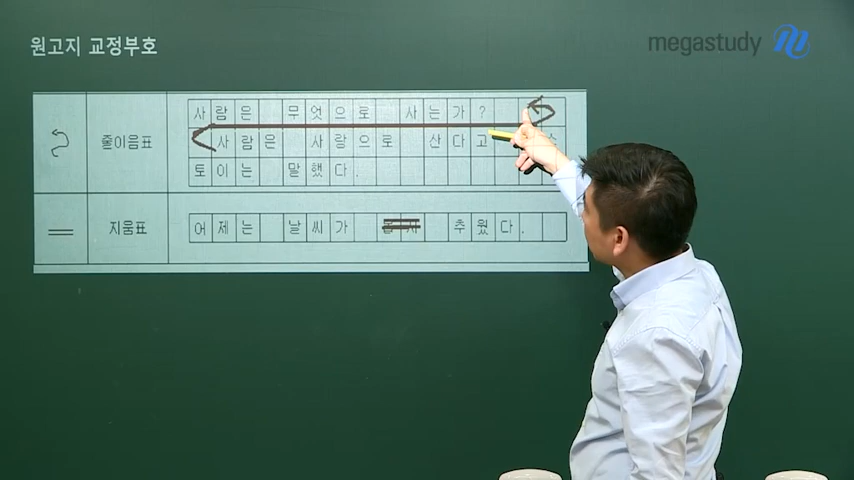 원고지 교정부호
megastudy
사람은 무엇으로 사는가?
줄이음표
사람은 사랑으로 산다고
토이는 말했다.
지움표
어제는 날씨가 추웠다.